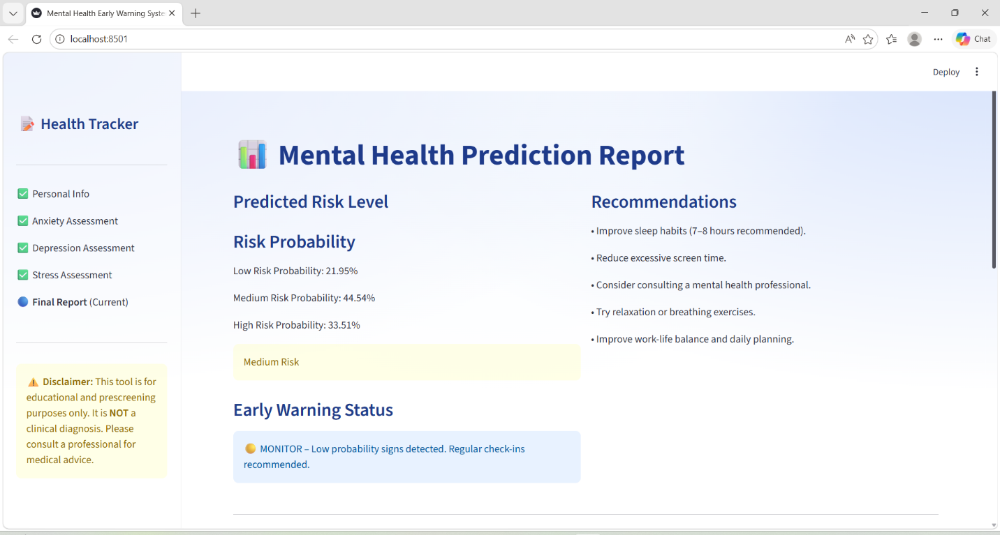 Mental Health Early Warning Syste
localhost:8501
Chat
Deploy
Health Tracker
Personal Info
Anxiety Assessment
Depression Assessment
Stress Assessment
Final Report (Current)
Disclaimer: This tool is for
educational and prescreening
purposes only. It is NOT a
clinical diagnosis. Please
consult a professional for
medical advice.
Mental Health Prediction Report
Predicted Risk Level
Risk Probability
Low Risk Probability: 21.95%
Medium Risk Probability: 44.54%
High Risk Probability: 33.51%
Medium Risk
Early Warning Status
MONITOR – Low probability signs detected. Regular check-ins
recommended.
Recommendations
• Improve sleep habits (7–8 hours recommended).
• Reduce excessive screen time.
• Consider consulting a mental health professional.
• Try relaxation or breathing exercises.
• Improve work-life balance and daily planning.